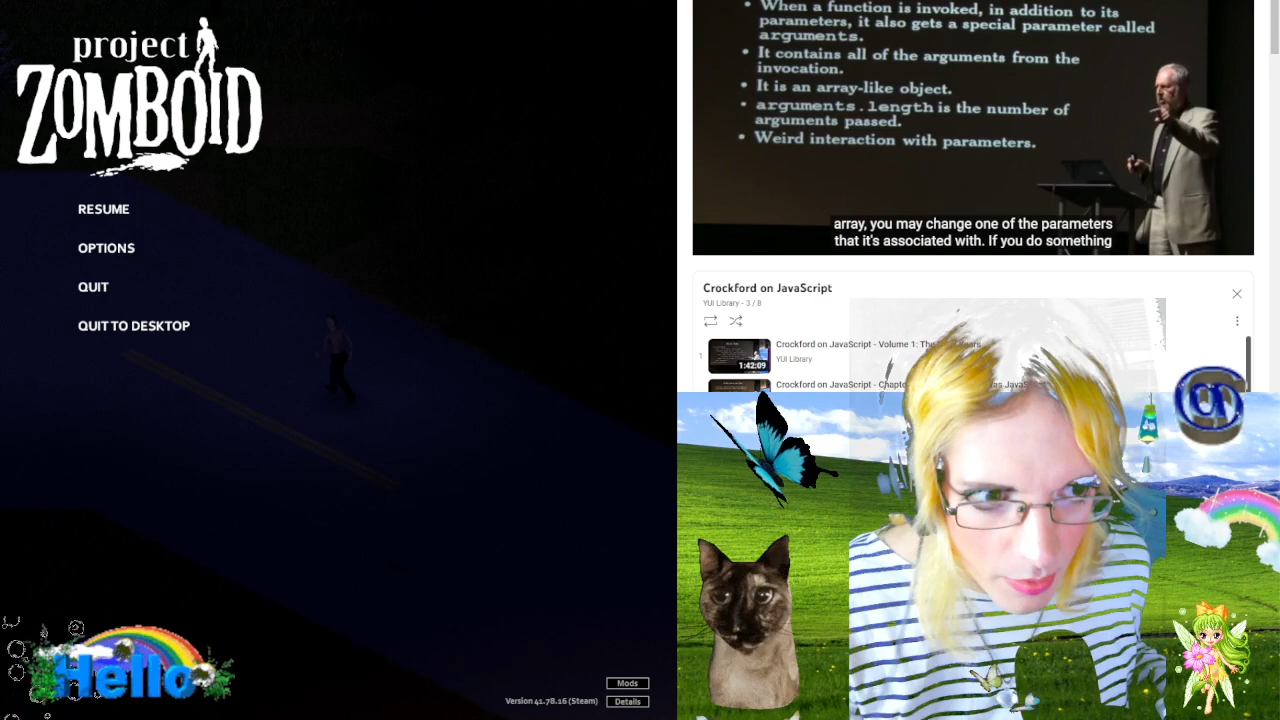 project
ZOMBOID
RESUME
OPTIONS
QUIT
QUIT TO DESKTOP
Hello
Mods
Version 41.78.16 (Steam)
Details
• When a function is invoked, in addition to its
parameters, it also gets a special parameter called
arguments.
• It contains all of the arguments from the
invocation.
• It is an array-like object.
• arguments.length is the number of
arguments passed.
• Weird interaction with parameters.
array, you may change one of the parameters
that it's associated with. If you do something
Crockford on JavaScript
YUI Library - 3 / 8
1
1:42:09
Crockford on JavaScript - Volume 1: The
YUI Library
Crockford on JavaScript - Chapte
@